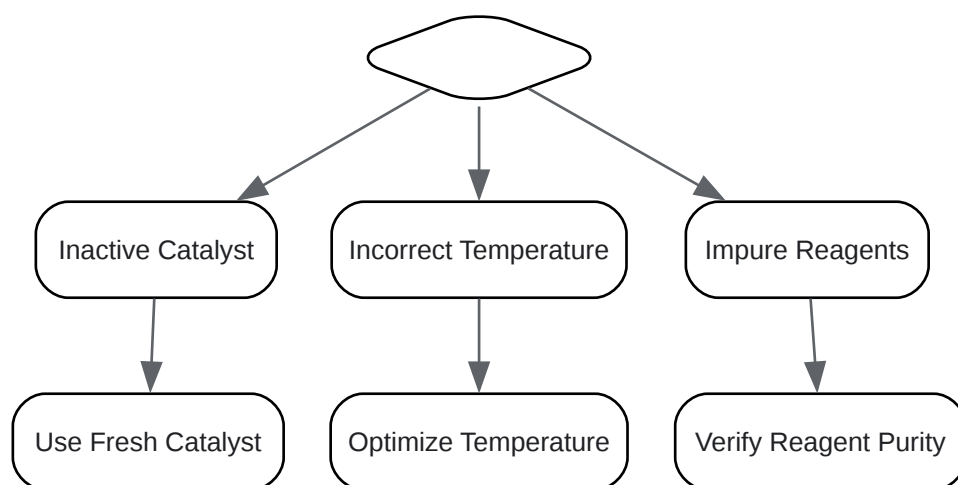 Inactive Catalyst
Incorrect Temperature
Impure Reagents
Use Fresh Catalyst
Optimize Temperature
Verify Reagent Purity